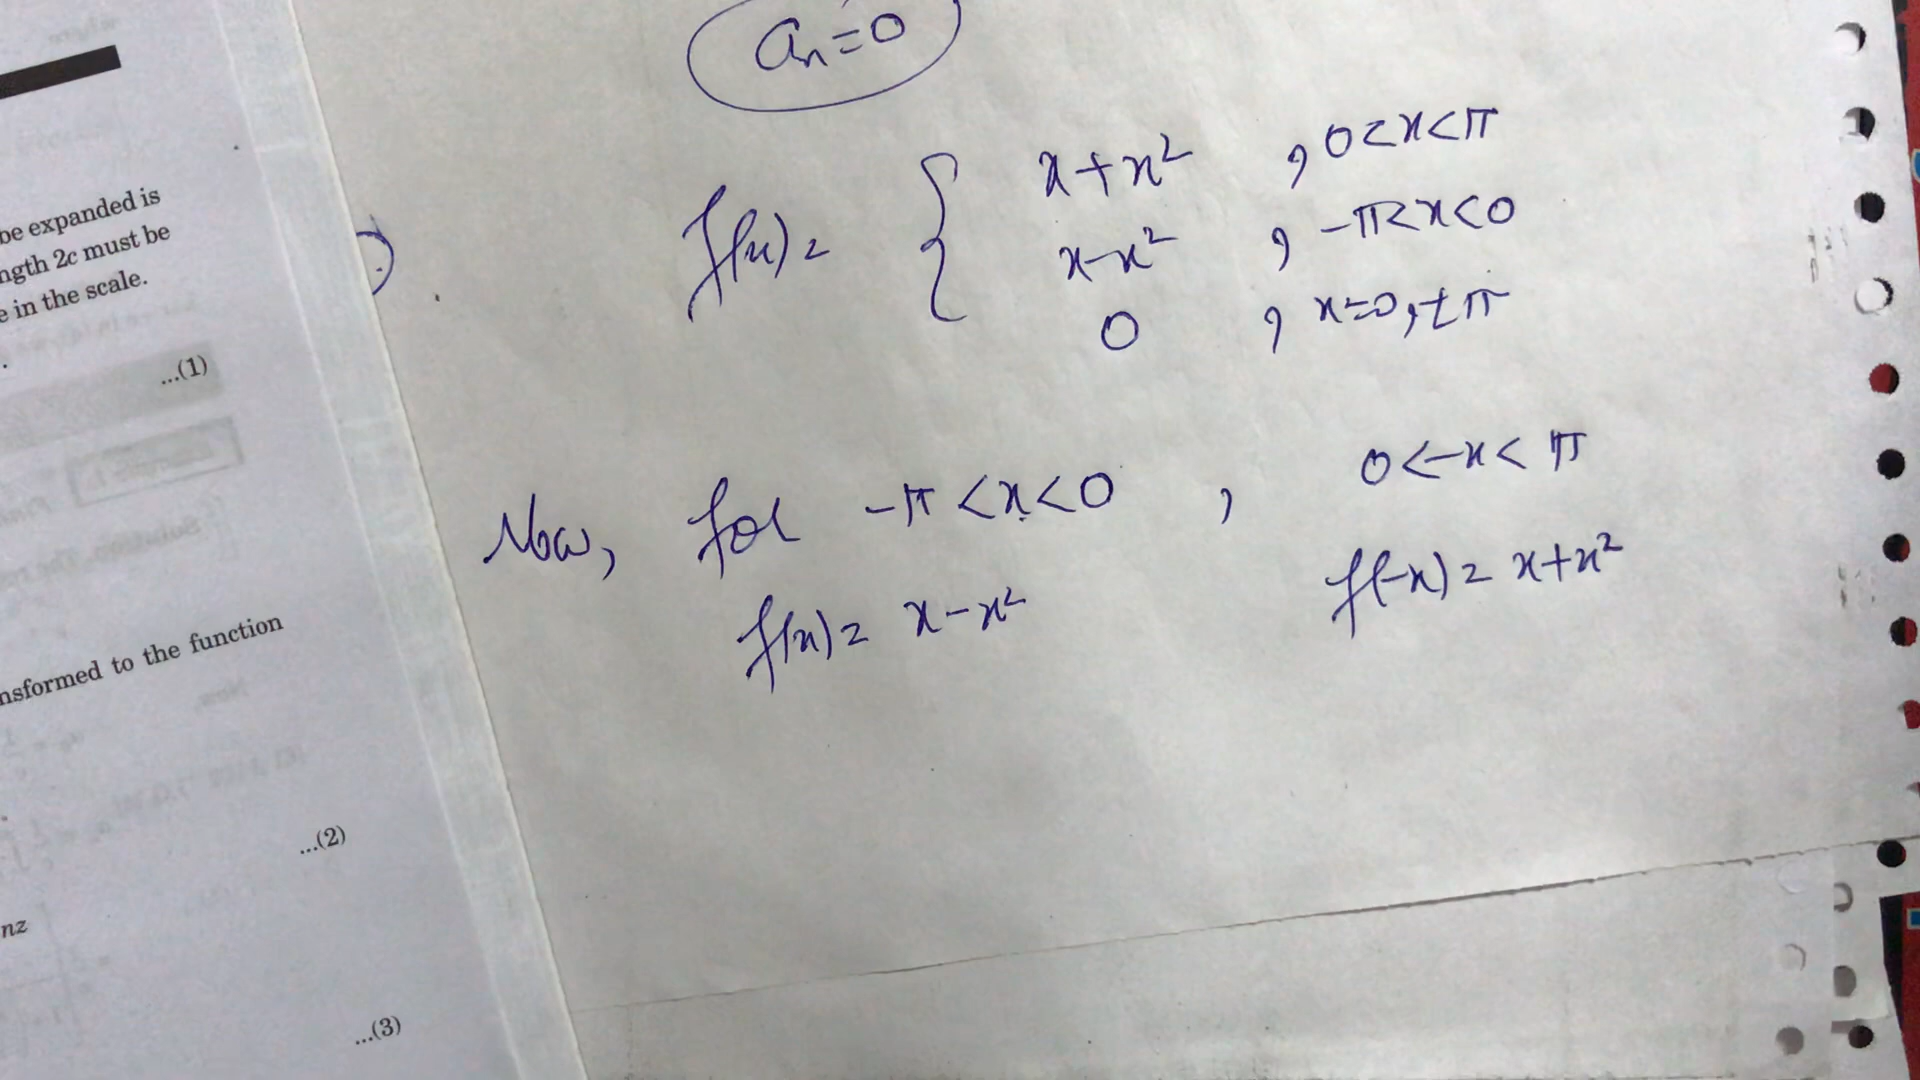 aₙ=0
be expanded is
ngth 2c must be
e in the scale.
...(1)
f(x)= { x+x² , 0<x<π
x-x² , -π<x<0
0 , x=0,±π
Now, for -π<x<0 , 0<-x<π
f(x)= x-x² f(-x)= x+x²
nsformed to the function
...(2)
nz
...(3)